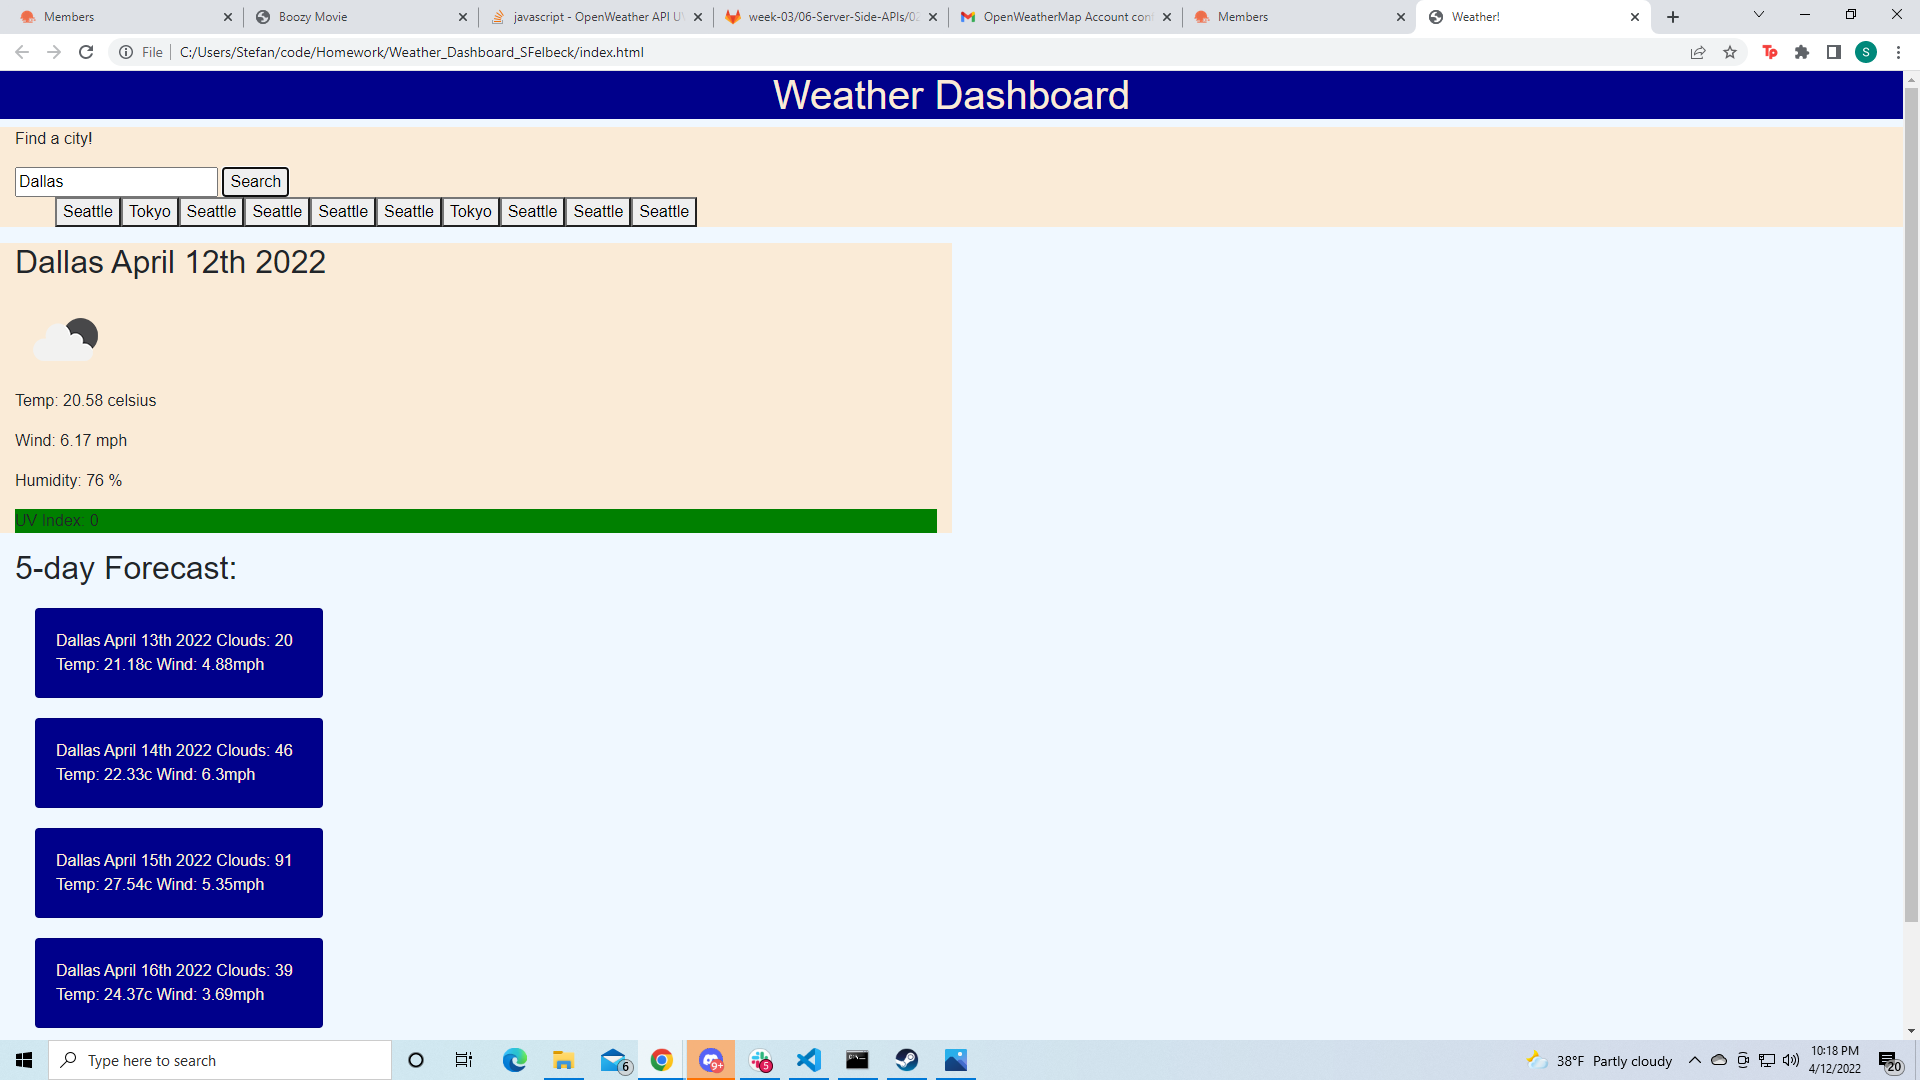 Members
Boozy Movie
javascript - OpenWeather API U
week-03/06-Server-Side-APIs/02
OpenWeatherMap Account con
Members
Weather!
File
C:/Users/Stefan/code/Homework/Weather_Dashboard_SFelbeck/index.html
Tp
S
Weather Dashboard
Find a city!
Dallas Search
Seattle Tokyo Seattle Seattle Seattle Seattle Tokyo Seattle Seattle Seattle
Dallas April 12th 2022
Temp: 20.58 celsius
Wind: 6.17 mph
Humidity: 76 %
UV Index: 0
5-day Forecast:
Dallas April 13th 2022 Clouds: 20
Temp: 21.18c Wind: 4.88mph
Dallas April 14th 2022 Clouds: 46
Temp: 22.33c Wind: 6.3mph
Dallas April 15th 2022 Clouds: 91
Temp: 27.54c Wind: 5.35mph
Dallas April 16th 2022 Clouds: 39
Temp: 24.37c Wind: 3.69mph
Type here to search
6
9+
5
38°F Partly cloudy
10:18 PM
4/12/2022
20